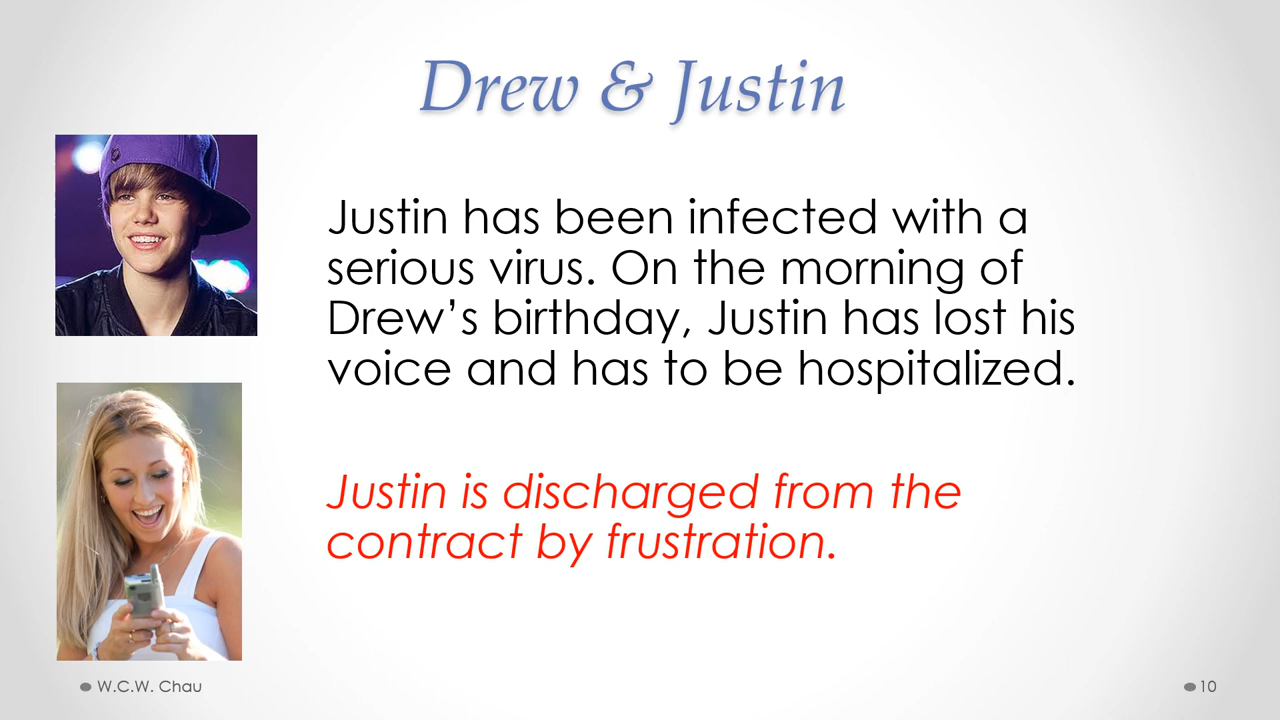 Drew & Justin
Justin has been infected with a
serious virus. On the morning of
Drew’s birthday, Justin has lost his
voice and has to be hospitalized.
Justin is discharged from the
contract by frustration.
W.C.W. Chau
10